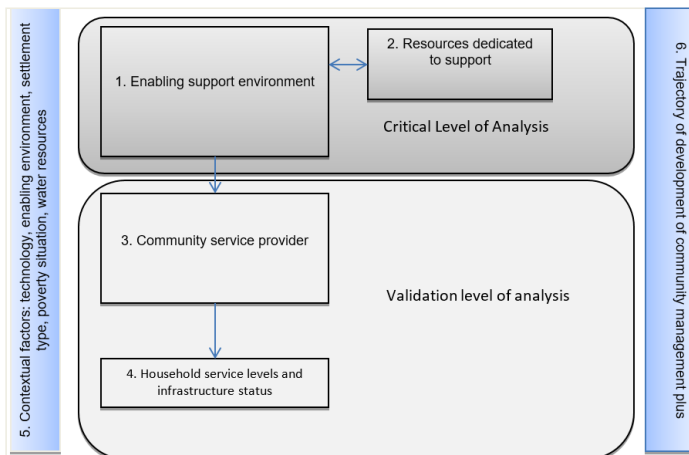 5. Contextual factors: technology, enabling environment, settlement
type, poverty situation, water resources
1. Enabling support environment
2. Resources dedicated
to support
Critical Level of Analysis
3. Community service provider
Validation level of analysis
4. Household service levels and
infrastructure status
6. Trajectory of development of community management plus